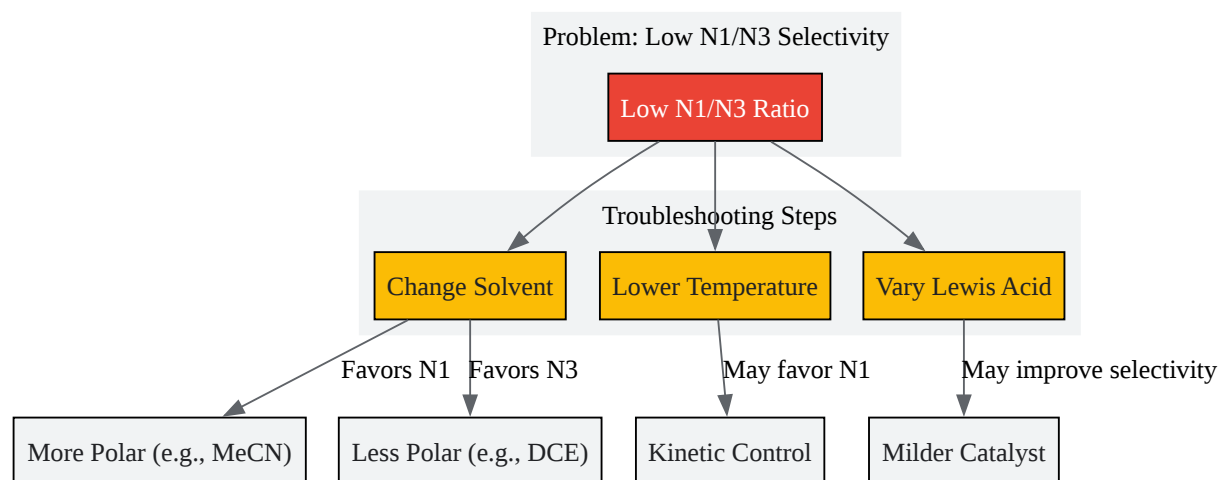 Problem: Low N1/N3 Selectivity
Low N1/N3 Ratio
Troubleshooting Steps
Change Solvent
Lower Temperature
Vary Lewis Acid
Favors N1
Favors N3
May favor N1
May improve selectivity
More Polar (e.g., MeCN)
Less Polar (e.g., DCE)
Kinetic Control
Milder Catalyst